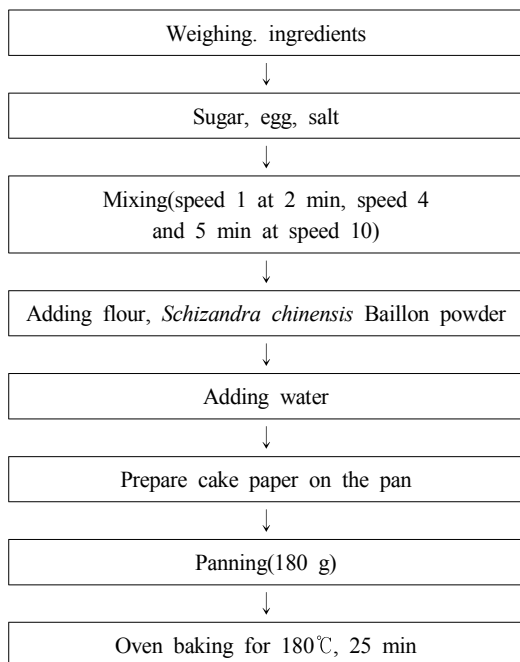 Weighing. ingredients
↓
Sugar, egg, salt
↓
Mixing(speed 1 at 2 min, speed 4
and 5 min at speed 10)
↓
Adding flour, Schizandra chinensis Baillon powder
↓
Adding water
↓
Prepare cake paper on the pan
↓
Panning(180 g)
↓
Oven baking for 180℃, 25 min